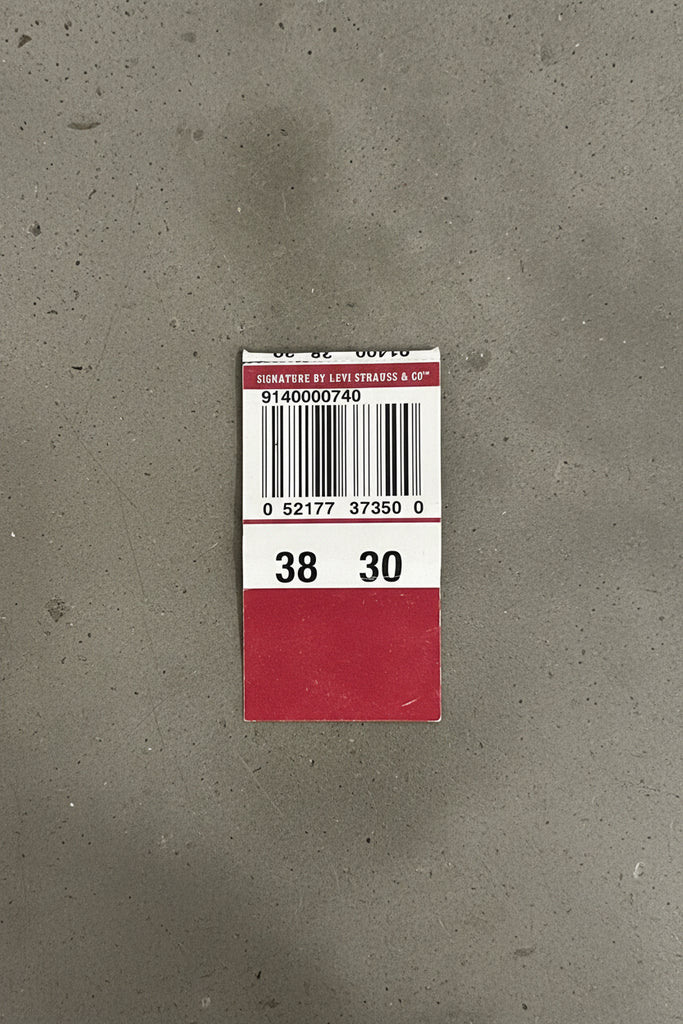 SIGNATURE BY LEVI STRAUSS & CO™
9140000740
0 52177 37350 0
38 30